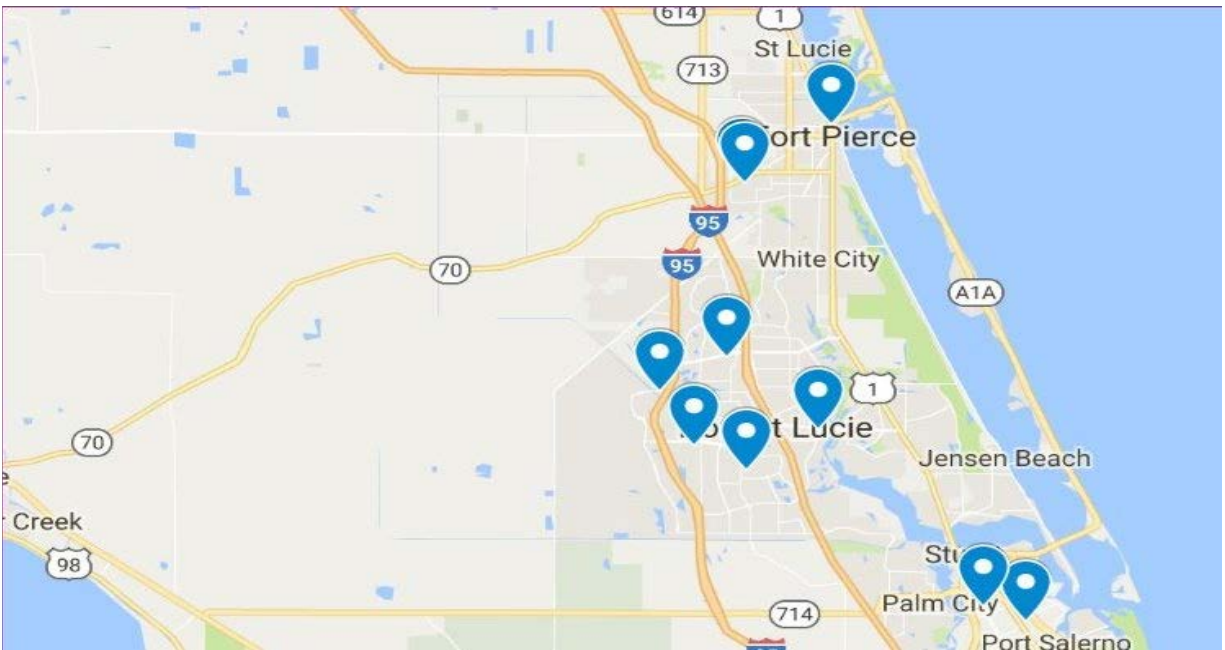 614
1
St Lucie
713
Fort Pierce
95
White City
95
70
A1A
1
t Lucie
70
Jensen Beach
Creek
98
Palm City
714
Port Salerno